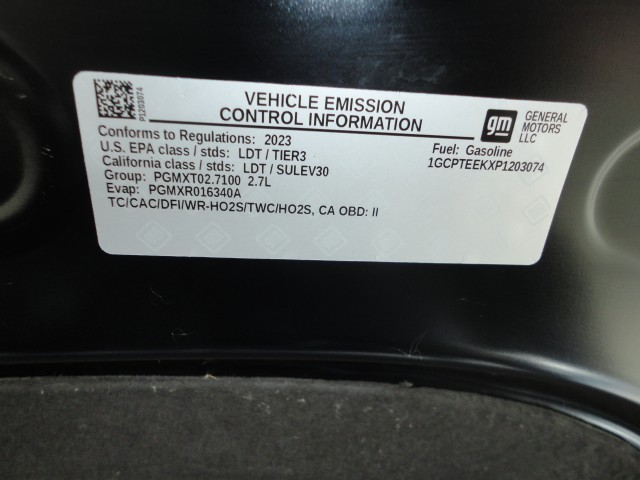 P1203074
VEHICLE EMISSION
CONTROL INFORMATION
gm
GENERAL
MOTORS
LLC
Conforms to Regulations: 2023
U.S. EPA class / stds: LDT / TIER3
California class / stds: LDT / SULEV30
Group: PGMXT02.7100 2.7L
Evap: PGMXR016340A
TC/CAC/DFI/WR-HO2S/TWC/HO2S, CA OBD: II
Fuel: Gasoline
1GCPTEEKXP1203074